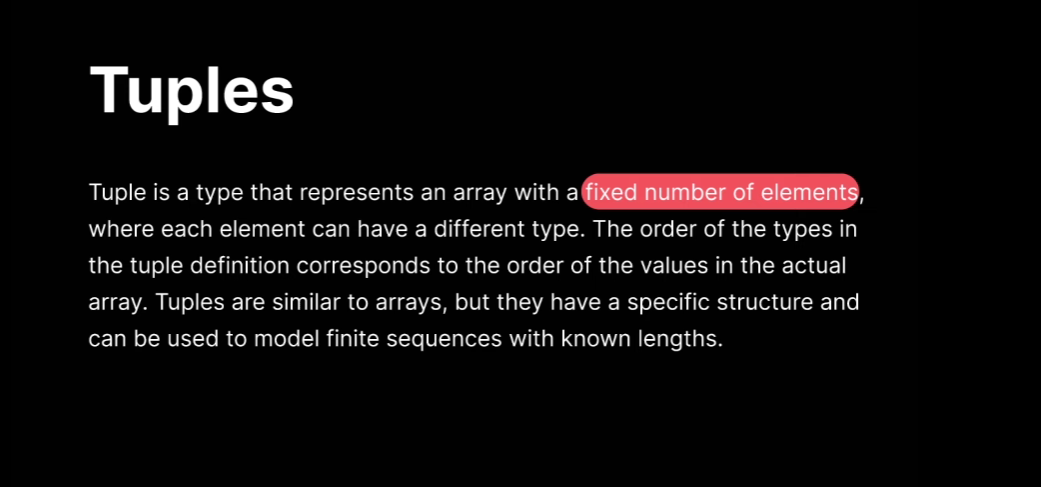 Tuples
Tuple is a type that represents an array with a fixed number of elements,
where each element can have a different type. The order of the types in
the tuple definition corresponds to the order of the values in the actual
array. Tuples are similar to arrays, but they have a specific structure and
can be used to model finite sequences with known lengths.